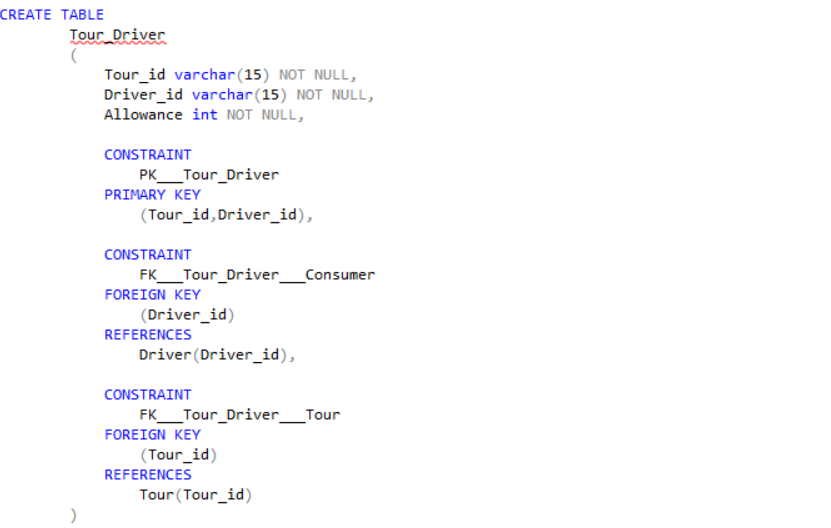 CREATE TABLE
Tour_Driver
(
Tour_id varchar(15) NOT NULL,
Driver_id varchar(15) NOT NULL,
Allowance int NOT NULL,
CONSTRAINT
PK___Tour_Driver
PRIMARY KEY
(Tour_id,Driver_id),
CONSTRAINT
FK___Tour_Driver___Consumer
FOREIGN KEY
(Driver_id)
REFERENCES
Driver(Driver_id),
CONSTRAINT
FK___Tour_Driver___Tour
FOREIGN KEY
(Tour_id)
REFERENCES
Tour(Tour_id)
)